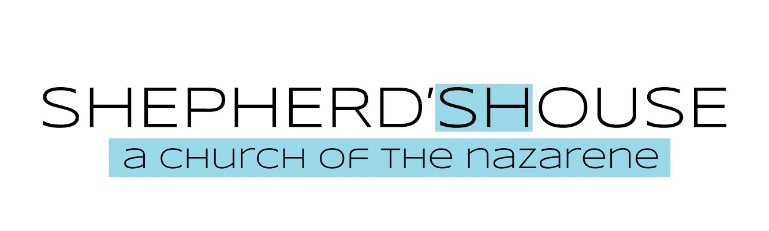 SHEPHERD'SHOUSE
a CHurCH OF THe nazarene